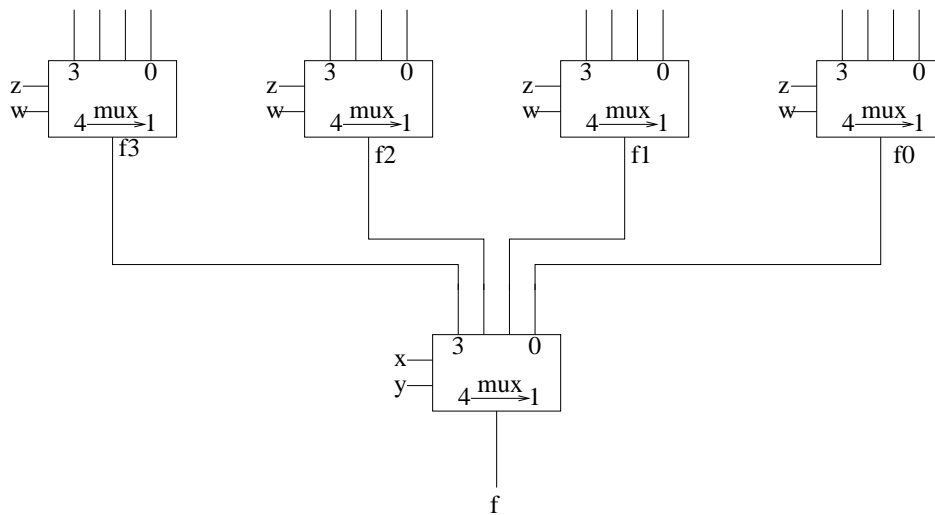 3 0 3 0 3 0 3 0
z z z z
w w w w
mux mux mux mux
4 1 4 1 4 1 4 1
f3 f2 f1 f0
3 0
x
y
mux
4 1
f